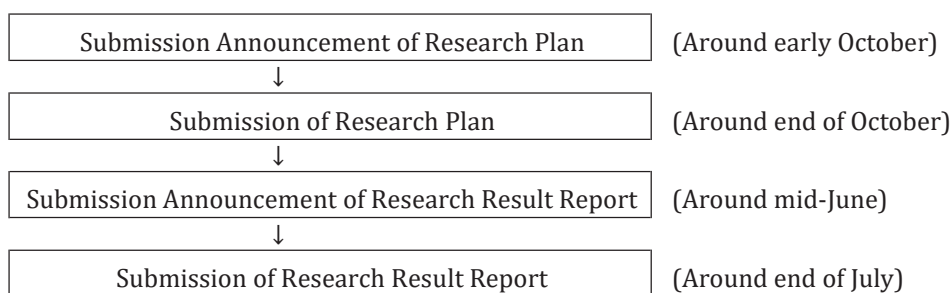 Submission Announcement of Research Plan (Around early October)
↓
Submission of Research Plan (Around end of October)
↓
Submission Announcement of Research Result Report (Around mid-June)
↓
Submission of Research Result Report (Around end of July)